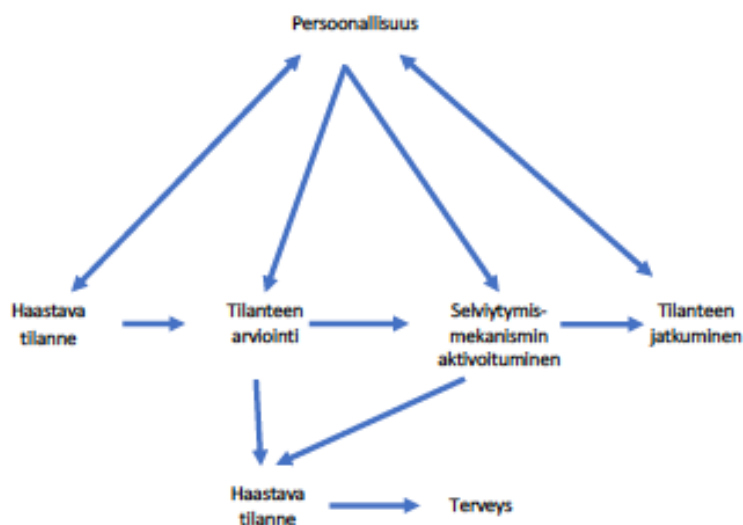 Persoonallisuus
Haastava
tilanne
Tilanteen
arviointi
Selviytymis-
mekanismin
aktivoituminen
Tilanteen
jatkuminen
Haastava
tilanne
Terveys